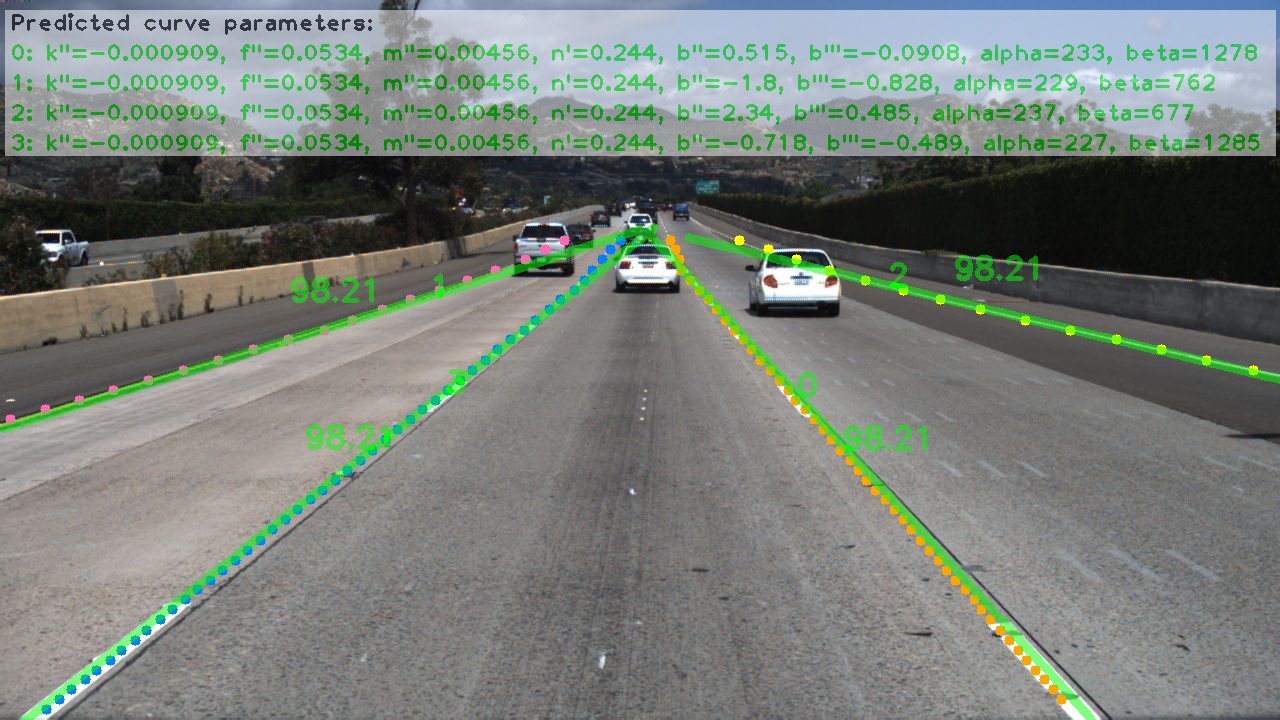 Predicted curve parameters:
0: k''=-0.000909, f''=0.0534, m''=0.00456, n'=0.244, b''=0.515, b'''=-0.0908, alpha=233, beta=1278
1: k''=-0.000909, f''=0.0534, m''=0.00456, n'=0.244, b''=-1.8, b'''=-0.828, alpha=229, beta=762
2: k''=-0.000909, f''=0.0534, m''=0.00456, n'=0.244, b''=2.34, b'''=0.485, alpha=237, beta=677
3: k''=-0.000909, f''=0.0534, m''=0.00456, n'=0.244, b''=-0.718, b'''=-0.489, alpha=227, beta=1285
98.21 1
2 98.21
3
0
98.21
98.21